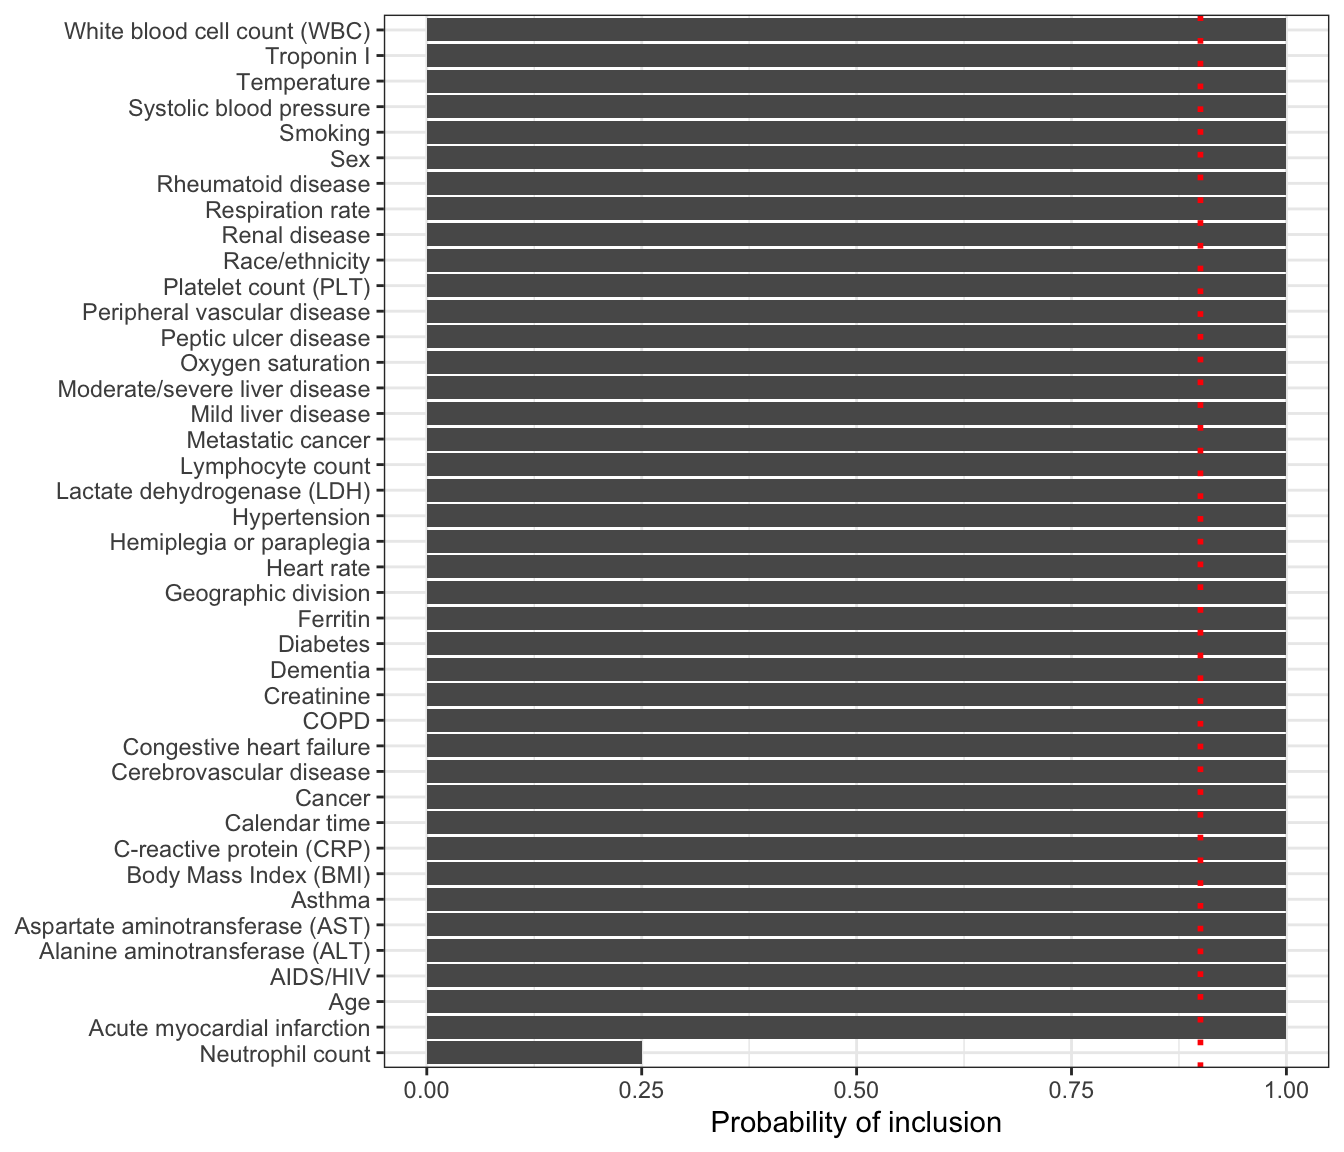 White blood cell count (WBC)
Troponin I
Temperature
Systolic blood pressure
Smoking
Sex
Rheumatoid disease
Respiration rate
Renal disease
Race/ethnicity
Platelet count (PLT)
Peripheral vascular disease
Peptic ulcer disease
Oxygen saturation
Moderate/severe liver disease
Mild liver disease
Metastatic cancer
Lymphocyte count
Lactate dehydrogenase (LDH)
Hypertension
Hemiplegia or paraplegia
Heart rate
Geographic division
Ferritin
Diabetes
Dementia
Creatinine
COPD
Congestive heart failure
Cerebrovascular disease
Cancer
Calendar time
C-reactive protein (CRP)
Body Mass Index (BMI)
Asthma
Aspartate aminotransferase (AST)
Alanine aminotransferase (ALT)
AIDS/HIV
Age
Acute myocardial infarction
Neutrophil count
0.00 0.25 0.50 0.75 1.00
Probability of inclusion